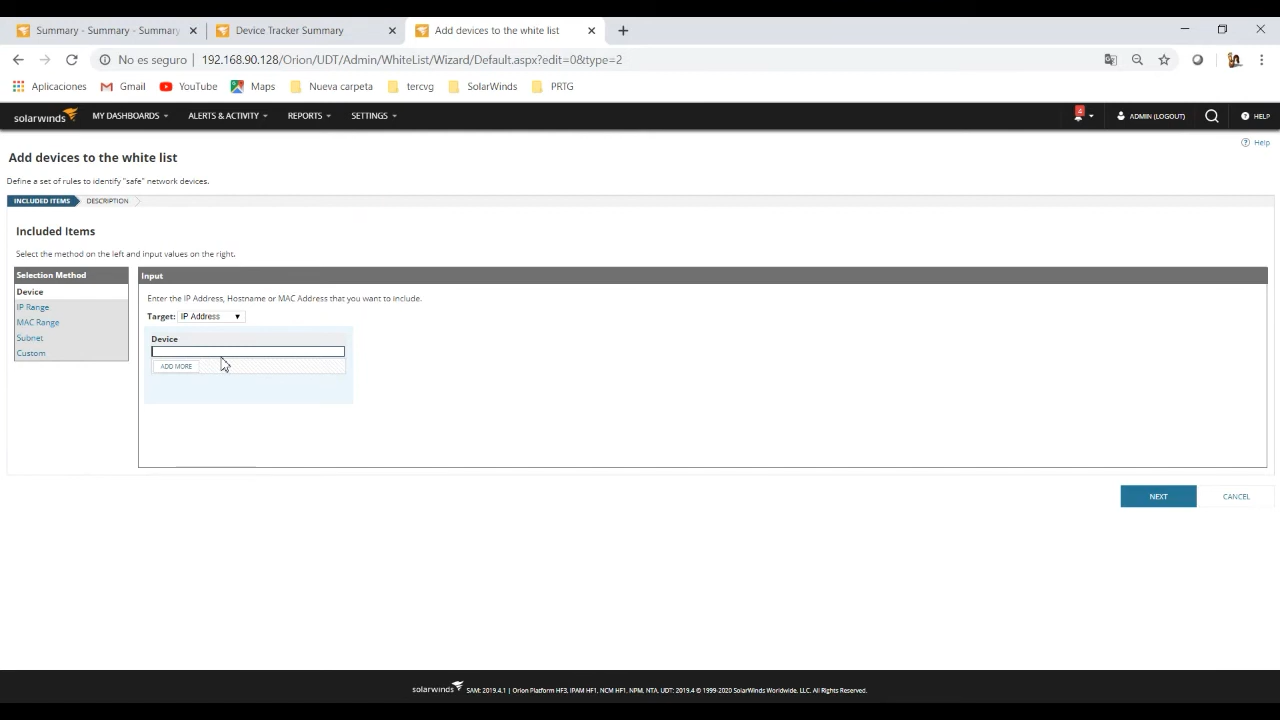 Summary - Summary - Summary
Device Tracker Summary
Add devices to the white list
No es seguro
192.168.90.128/Orion/UDT/Admin/WhiteList/Wizard/Default.aspx?edit=0&type=2
Aplicaciones
Gmail
YouTube
Maps
Nueva carpeta
tercvg
SolarWinds
PRTG
solarwinds
MY DASHBOARDS
ALERTS & ACTIVITY
REPORTS
SETTINGS
4
ADMIN (LOGOUT)
HELP
Add devices to the white list
Help
Define a set of rules to identify "safe" network devices.
INCLUDED ITEMS
DESCRIPTION
Included Items
Select the method on the left and input values on the right.
Selection Method
Device
IP Range
MAC Range
Subnet
Custom
Input
Enter the IP Address, Hostname or MAC Address that you want to include.
Target: IP Address
Device
ADD MORE
NEXT
CANCEL
solarwinds SAM: 2019.4.1 | Orion Platform HF3, IPAM HF1, NCM HF1, NPM, NTA, UDT: 2019.4 © 1999-2020 SolarWinds Worldwide, LLC. All Rights Reserved.